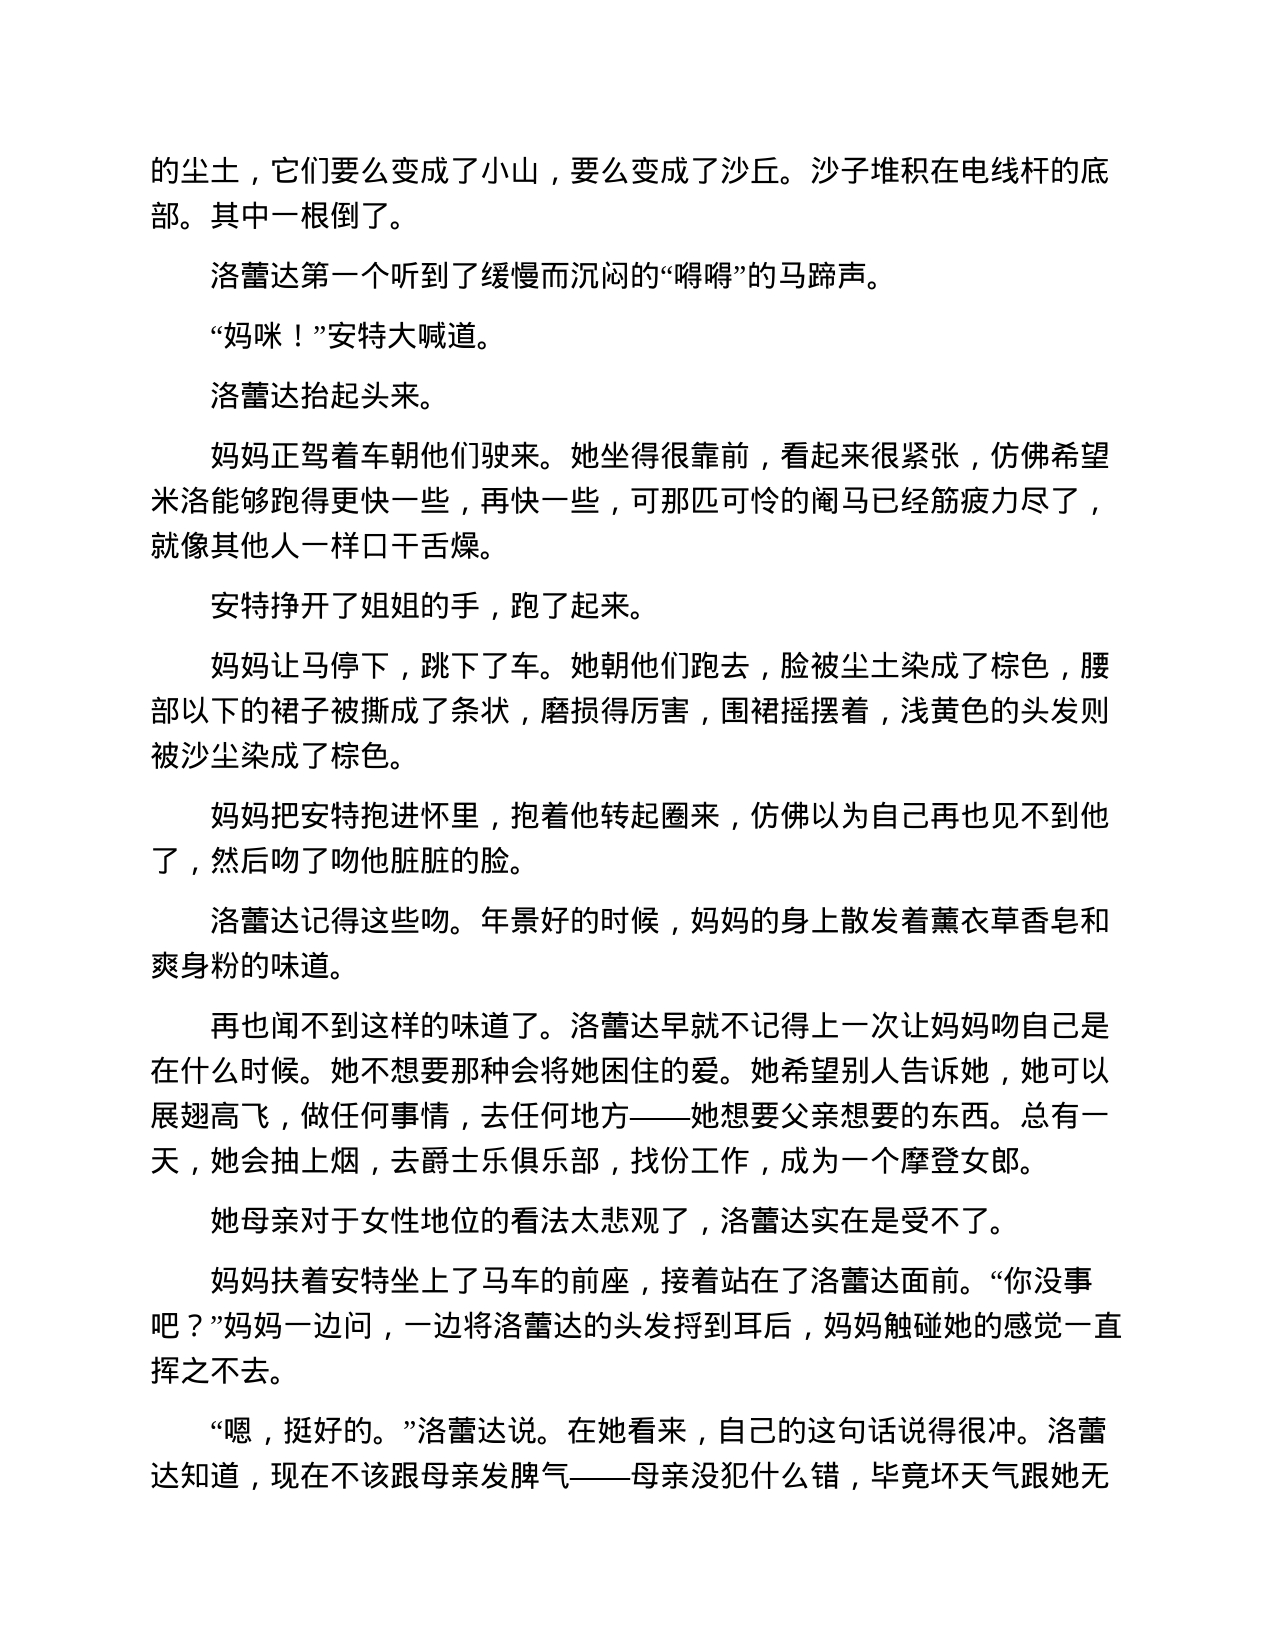 的尘土，它们要么变成了小山，要么变成了沙丘。沙子堆积在电线杆的底
部。其中一根倒了。
洛蕾达第一个听到了缓慢而沉闷的“嘚嘚”的马蹄声。
“妈咪！”安特大喊道。
洛蕾达抬起头来。
妈妈正驾着车朝他们驶来。她坐得很靠前，看起来很紧张，仿佛希望
米洛能够跑得更快一些，再快一些，可那匹可怜的阉马已经筋疲力尽了，
就像其他人一样口干舌燥。
安特挣开了姐姐的手，跑了起来。
妈妈让马停下，跳下了车。她朝他们跑去，脸被尘土染成了棕色，腰
部以下的裙子被撕成了条状，磨损得厉害，围裙摇摆着，浅黄色的头发则
被沙尘染成了棕色。
妈妈把安特抱进怀里，抱着他转起圈来，仿佛以为自己再也见不到他
了，然后吻了吻他脏脏的脸。
洛蕾达记得这些吻。年景好的时候，妈妈的身上散发着薰衣草香皂和
爽身粉的味道。
再也闻不到这样的味道了。洛蕾达早就不记得上一次让妈妈吻自己是
在什么时候。她不想要那种会将她困住的爱。她希望别人告诉她，她可以
展翅高飞，做任何事情，去任何地方——她想要父亲想要的东西。总有一
天，她会抽上烟，去爵士乐俱乐部，找份工作，成为一个摩登女郎。
她母亲对于女性地位的看法太悲观了，洛蕾达实在是受不了。
妈妈扶着安特坐上了马车的前座，接着站在了洛蕾达面前。“你没事
吧？”妈妈一边问，一边将洛蕾达的头发捋到耳后，妈妈触碰她的感觉一直
挥之不去。
“嗯，挺好的。”洛蕾达说。在她看来，自己的这句话说得很冲。洛蕾
达知道，现在不该跟母亲发脾气——母亲没犯什么错，毕竟坏天气跟她无